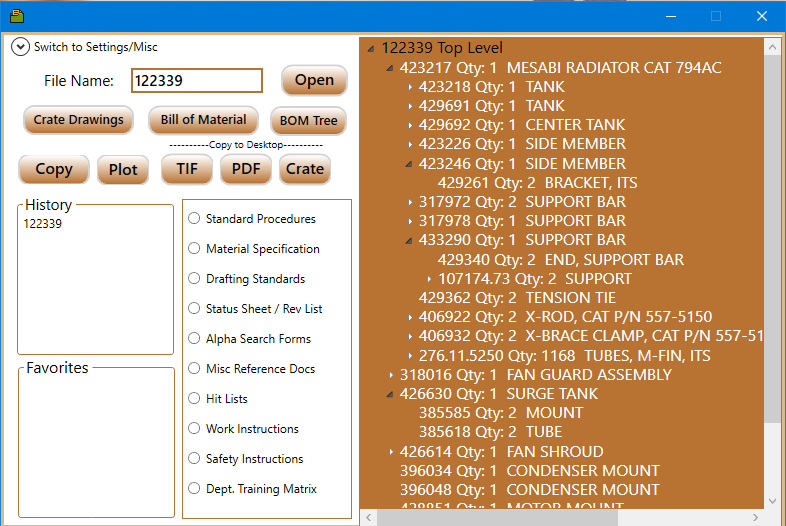 Switch to Settings/Misc
File Name: 122339 Open
Crate Drawings Bill of Material BOM Tree
----------Copy to Desktop----------
Copy Plot TIF PDF Crate
History
122339
Favorites
Standard Procedures
Material Specification
Drafting Standards
Status Sheet / Rev List
Alpha Search Forms
Misc Reference Docs
Hit Lists
Work Instructions
Safety Instructions
Dept. Training Matrix
122339 Top Level
423217 Qty: 1 MESABI RADIATOR CAT 794AC
423218 Qty: 1 TANK
429691 Qty: 1 TANK
429692 Qty: 1 CENTER TANK
423226 Qty: 1 SIDE MEMBER
423246 Qty: 1 SIDE MEMBER
429261 Qty: 2 BRACKET, ITS
317972 Qty: 2 SUPPORT BAR
317978 Qty: 1 SUPPORT BAR
433290 Qty: 1 SUPPORT BAR
429340 Qty: 2 END, SUPPORT BAR
107174.73 Qty: 2 SUPPORT
429362 Qty: 2 TENSION TIE
406922 Qty: 2 X-ROD, CAT P/N 557-5150
406932 Qty: 2 X-BRACE CLAMP, CAT P/N 557-51
276.11.5250 Qty: 1168 TUBES, M-FIN, ITS
318016 Qty: 1 FAN GUARD ASSEMBLY
426630 Qty: 1 SURGE TANK
385585 Qty: 2 MOUNT
385618 Qty: 2 TUBE
426614 Qty: 1 FAN SHROUD
396034 Qty: 1 CONDENSER MOUNT
396048 Qty: 1 CONDENSER MOUNT
428851 Qty: 1 MOTOR MOUNT